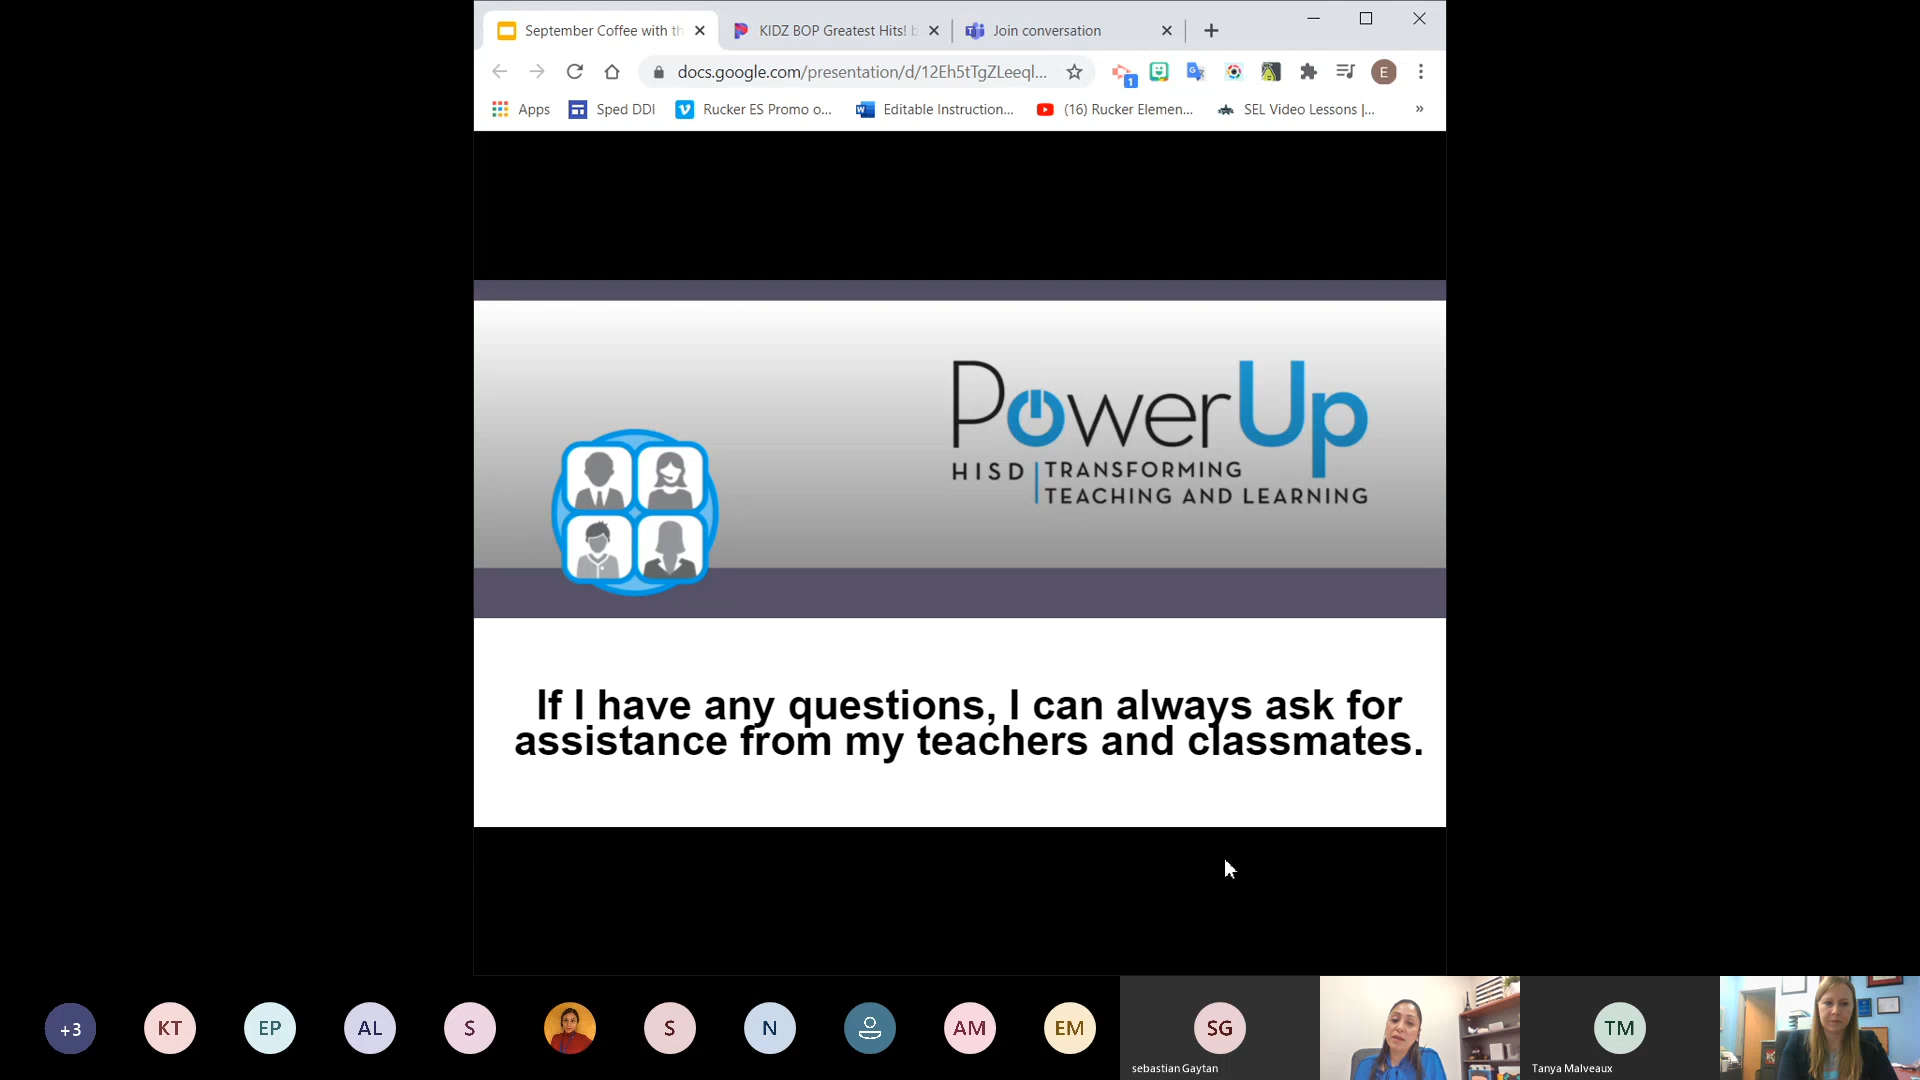 September Coffee with th
KIDZ BOP Greatest Hits! b
Join conversation
docs.google.com/presentation/d/12Eh5tTgZLeeql...
1
E
Apps
Sped DDI
Rucker ES Promo o...
Editable Instruction...
(16) Rucker Elemen...
SEL Video Lessons |...
»
PowerUp
HISD TRANSFORMING
TEACHING AND LEARNING
If I have any questions, I can always ask for
assistance from my teachers and classmates.
+3
KT
EP
AL
S
S
N
AM
EM
SG
TM
sebastian Gaytan
Tanya Malveaux